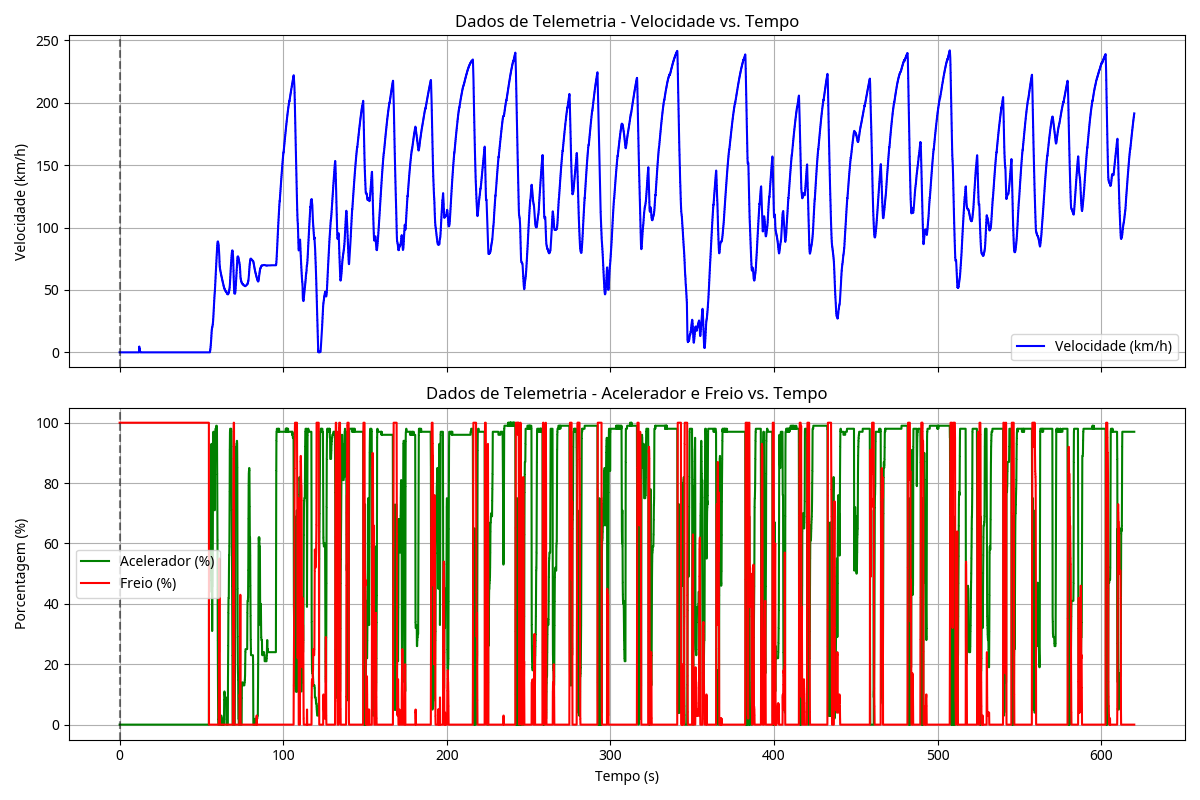 Dados de Telemetria - Velocidade vs. Tempo
250
200
150
100
50
0
Velocidade (km/h)
Velocidade (km/h)
Dados de Telemetria - Acelerador e Freio vs. Tempo
100
80
60
40
20
0
Porcentagem (%)
Acelerador (%)
Freio (%)
0 100 200 300 400 500 600
Tempo (s)